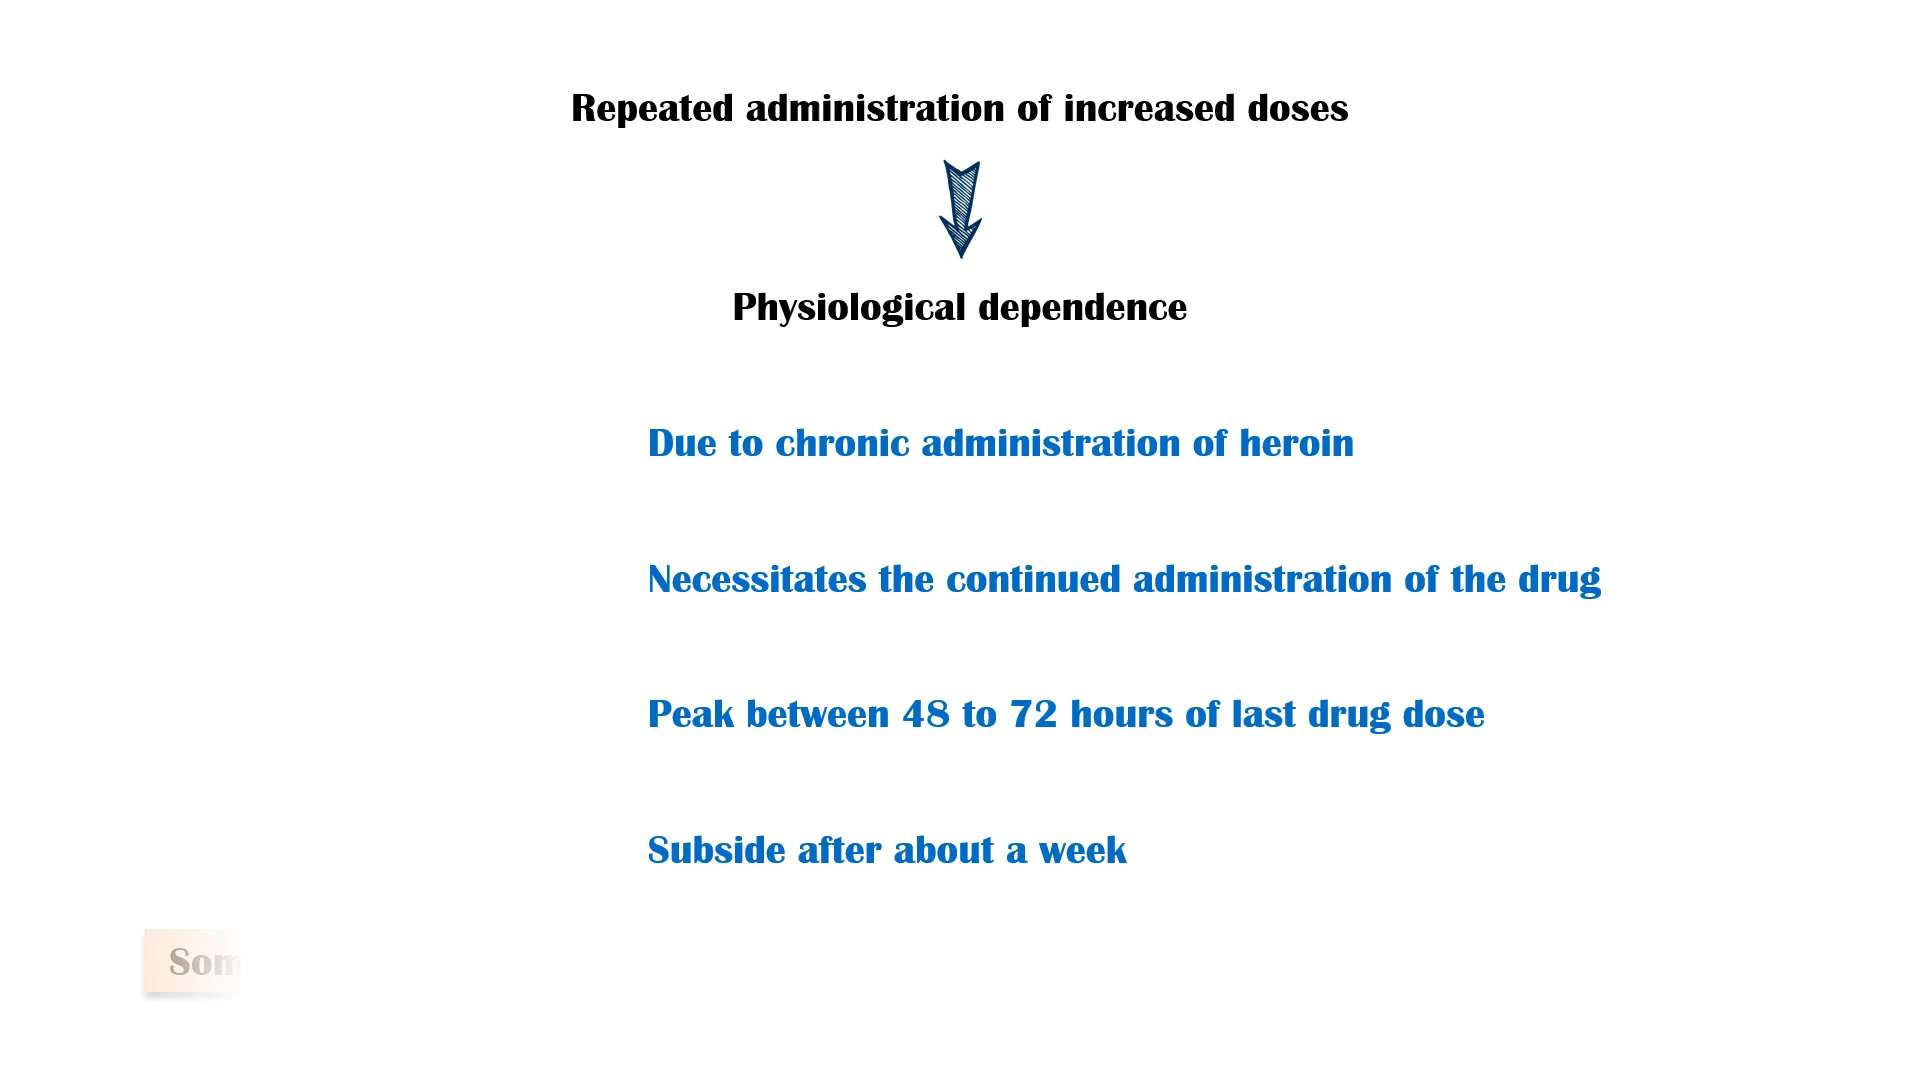 Repeated administration of increased doses
Physiological dependence
Due to chronic administration of heroin
Necessitates the continued administration of the drug
Peak between 48 to 72 hours of last drug dose
Subside after about a week